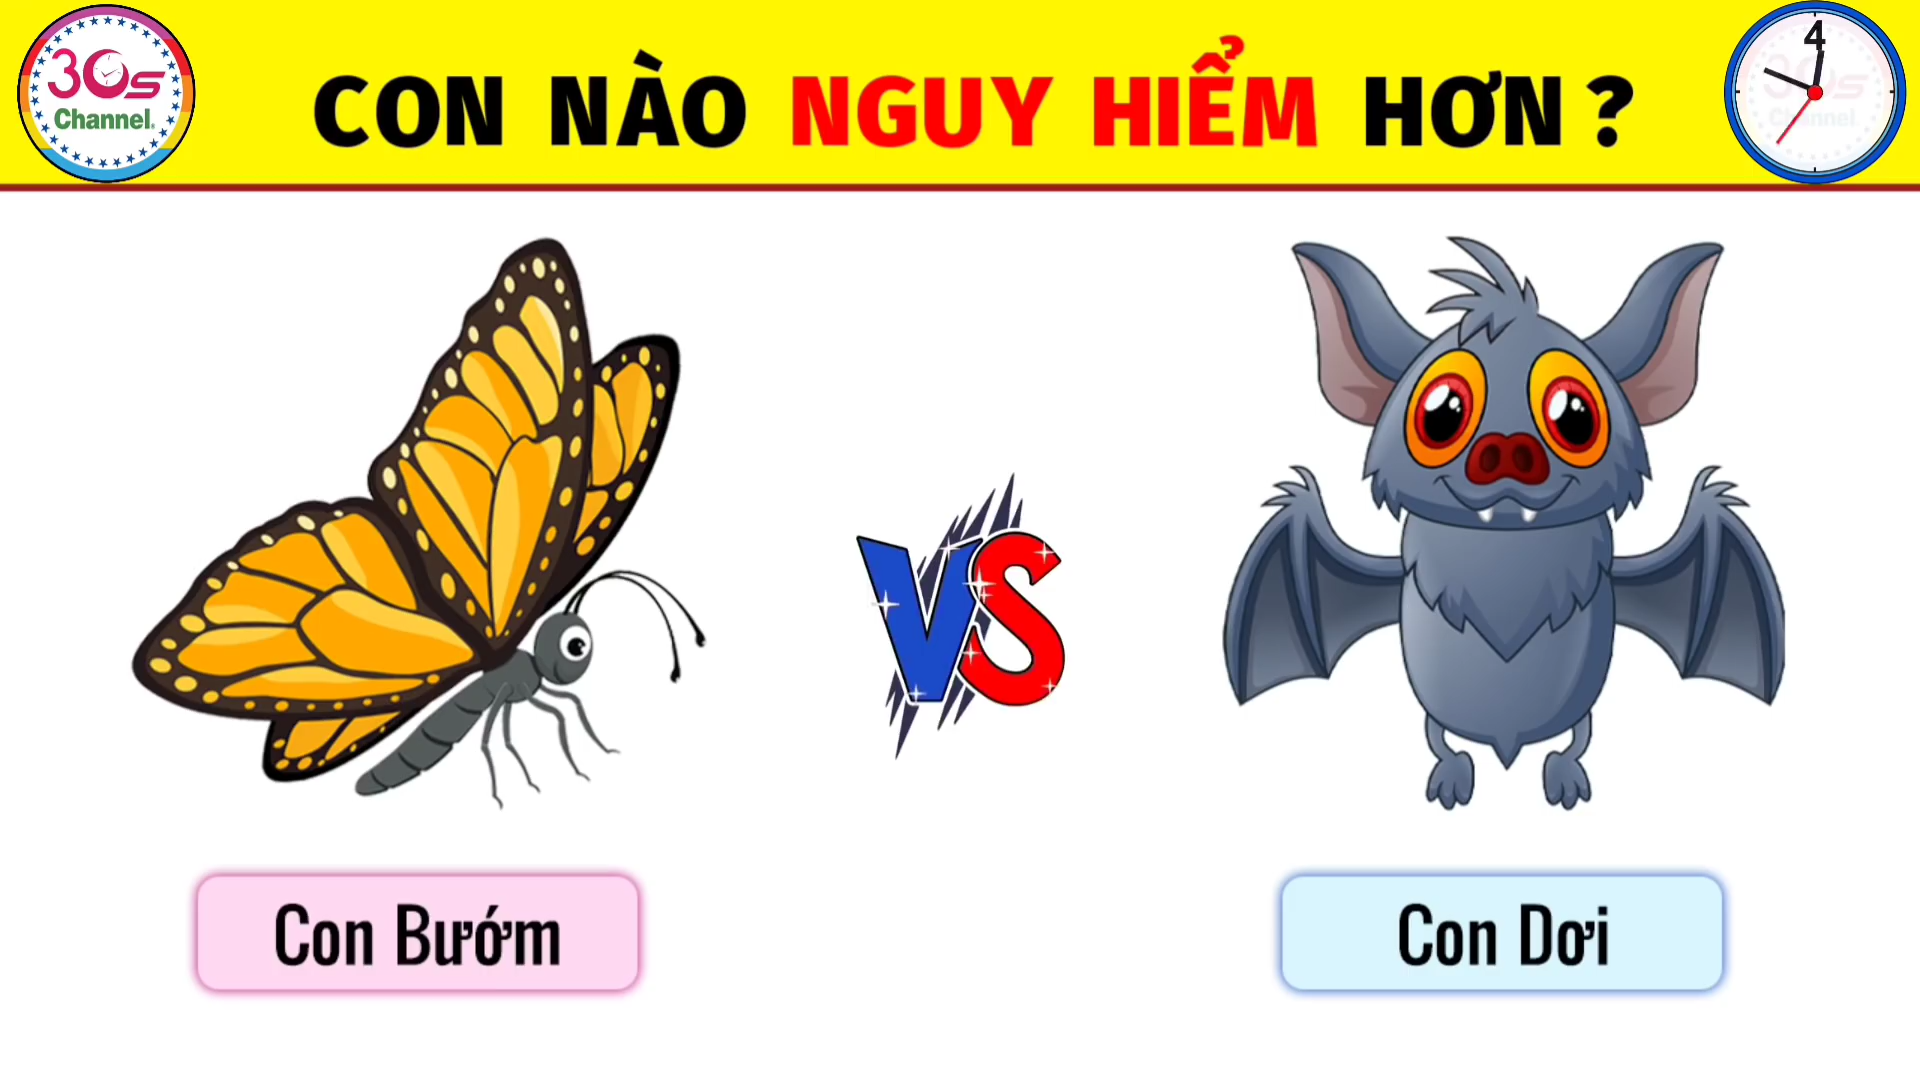 30s
Channel
CON NÀO NGUY HIỂM HƠN ?
4
VS
Con Bướm
Con Dơi